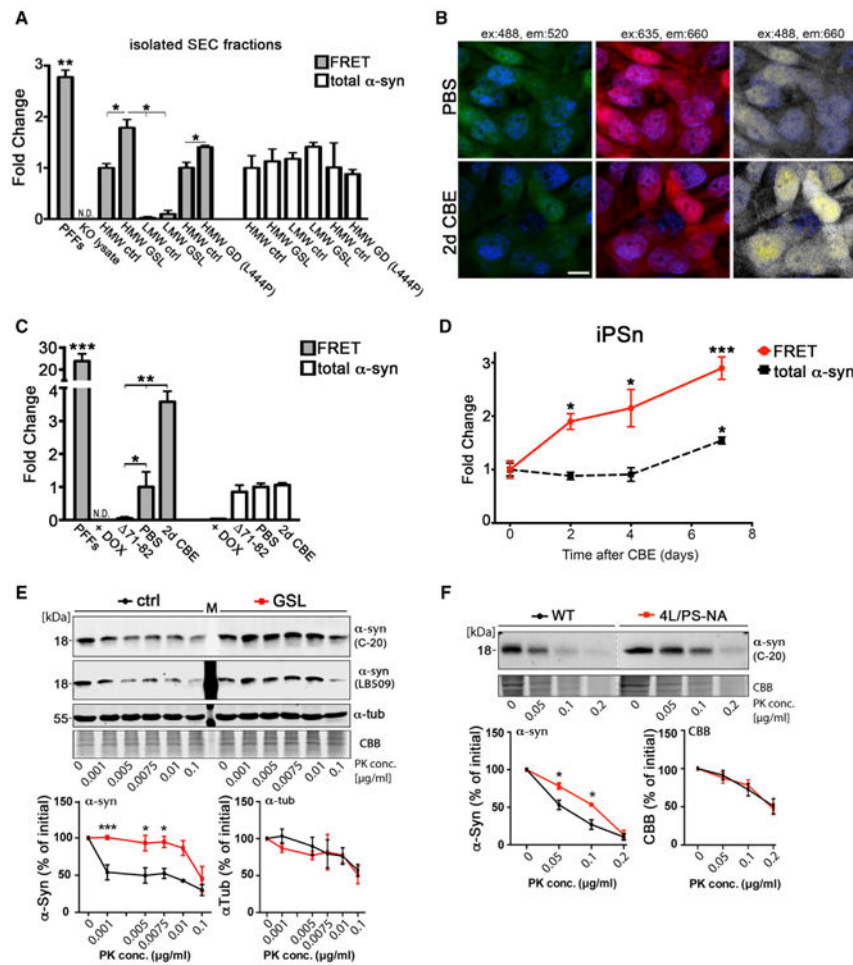 A
isolated SEC fractions
FRET
total α-syn
Fold Change
3
2
1
0
**
N.D.
*
*
*
PFFs
KO lysate
HMW ctrl
HMW GSL
LMW ctrl
LMW GSL
HMW ctrl
HMW GD (L444P)
HMW ctrl
HMW GSL
LMW ctrl
LMW GSL
HMW ctrl
HMW GD (L444P)
B
ex:488, em:520
ex:635, em:660
ex:488, em:660
PBS
2d CBE
C
FRET
total α-syn
Fold Change
30
20
10
5
4
3
2
1
0
***
N.D.
*
**
PFFs
+ DOX
Δ71-82
PBS
2d CBE
+ DOX
Δ71-82
PBS
2d CBE
D
iPSn
FRET
total α-syn
Fold Change
3
2
1
0
*
*
***
*
0
2
4
6
8
Time after CBE (days)
E
ctrl
M
GSL
[kDa]
18
α-syn
(C-20)
18
α-syn
(LB509)
55
α-tub
CBB
0
0.001
0.005
0.0075
0.01
0.1
0
0.001
0.005
0.0075
0.01
0.1
PK conc.
[µg/ml]
α-syn
α-Syn (% of initial)
100
50
0
***
*
*
0
0.001
0.005
0.0075
0.01
0.1
α-tub
αTub (% of initial)
100
50
0
0
0.001
0.005
0.0075
0.01
0.1
PK conc. (µg/ml)
F
WT
4L/PS-NA
[kDa]
18
α-syn
(C-20)
CBB
0
0.05
0.1
0.2
0
0.05
0.1
0.2
PK conc.
[µg/ml]
α-syn
α-Syn (% of initial)
100
50
0
*
*
0
0.05
0.1
0.2
PK conc. (µg/ml)
CBB
CBB (% of initial)
100
50
0
0
0.05
0.1
0.2
PK conc. (µg/ml)